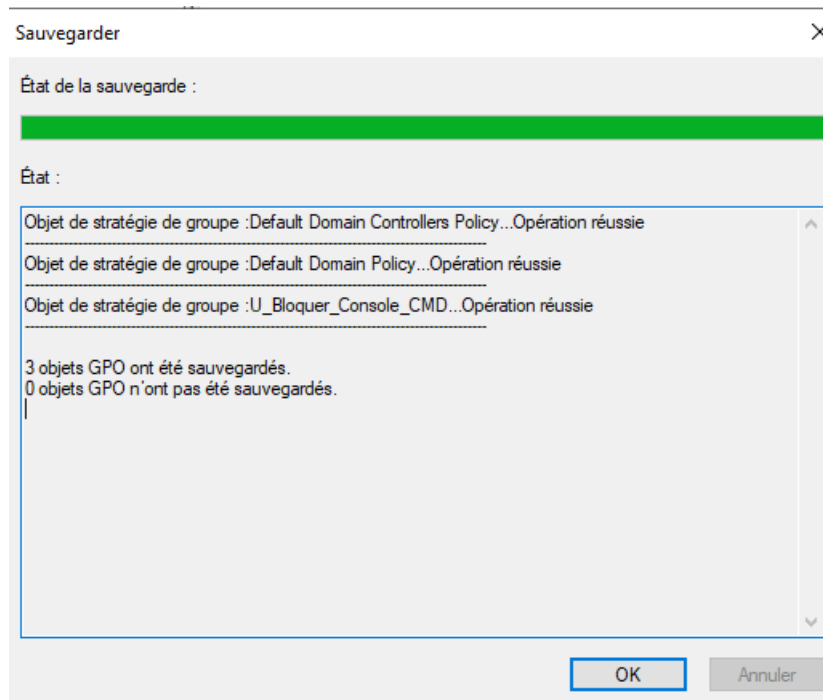 Sauvegarder
État de la sauvegarde :
État :
Objet de stratégie de groupe :Default Domain Controllers Policy...Opération réussie
--------------------------------------------------------------------------------
Objet de stratégie de groupe :Default Domain Policy...Opération réussie
--------------------------------------------------------------------------------
Objet de stratégie de groupe :U_Bloquer_Console_CMD...Opération réussie
--------------------------------------------------------------------------------
3 objets GPO ont été sauvegardés.
0 objets GPO n'ont pas été sauvegardés.
OK
Annuler